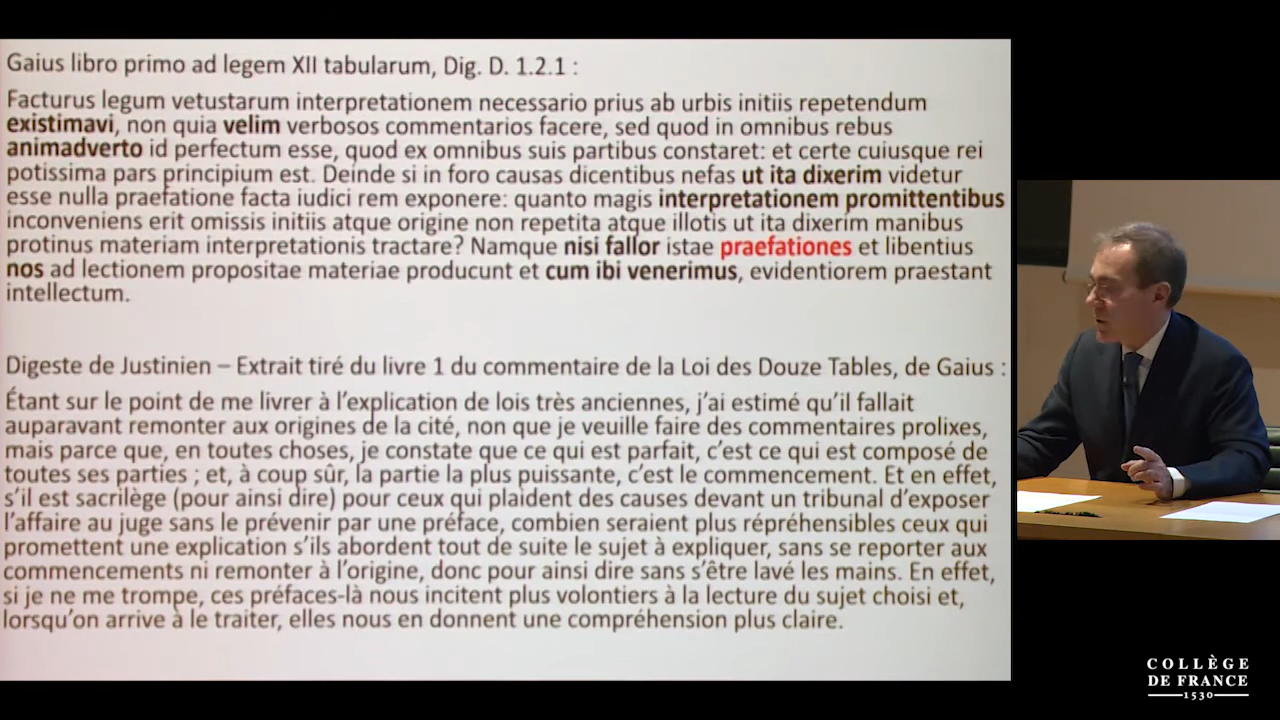 Gaius libro primo ad legem XII tabularum, Dig. D. 1.2.1 :
Facturus legum vetustarum interpretationem necessario prius ab urbis initiis repetendum
existimavi, non quia velim verbosos commentarios facere, sed quod in omnibus rebus
animadverto id perfectum esse, quod ex omnibus suis partibus constaret: et certe cuiusque rei
potissima pars principium est. Deinde si in foro causas dicentibus nefas ut ita dixerim videtur
esse nulla praefatione facta iudici rem exponere: quanto magis interpretationem promittentibus
inconveniens erit omissis initiis atque origine non repetita atque illotis ut ita dixerim manibus
protinus materiam interpretationis tractare? Namque nisi fallor istae praefationes et libentius
nos ad lectionem propositae materiae producunt et cum ibi venerimus, evidentiorem praestant
intellectum.
Digeste de Justinien – Extrait tiré du livre 1 du commentaire de la Loi des Douze Tables, de Gaius :
Étant sur le point de me livrer à l'explication de lois très anciennes, j'ai estimé qu'il fallait
auparavant remonter aux origines de la cité, non que je veuille faire des commentaires prolixes,
mais parce que, en toutes choses, je constate que ce qui est parfait, c'est ce qui est composé de
toutes ses parties ; et, à coup sûr, la partie la plus puissante, c'est le commencement. Et en effet,
s'il est sacrilège (pour ainsi dire) pour ceux qui plaident des causes devant un tribunal d'exposer
l'affaire au juge sans le prévenir par une préface, combien seraient plus répréhensibles ceux qui
promettent une explication s'ils abordent tout de suite le sujet à expliquer, sans se reporter aux
commencements ni remonter à l'origine, donc pour ainsi dire sans s'être lavé les mains. En effet,
si je ne me trompe, ces préfaces-là nous incitent plus volontiers à la lecture du sujet choisi et,
lorsqu'on arrive à le traiter, elles nous en donnent une compréhension plus claire.
COLLÈGE
DE FRANCE
1530